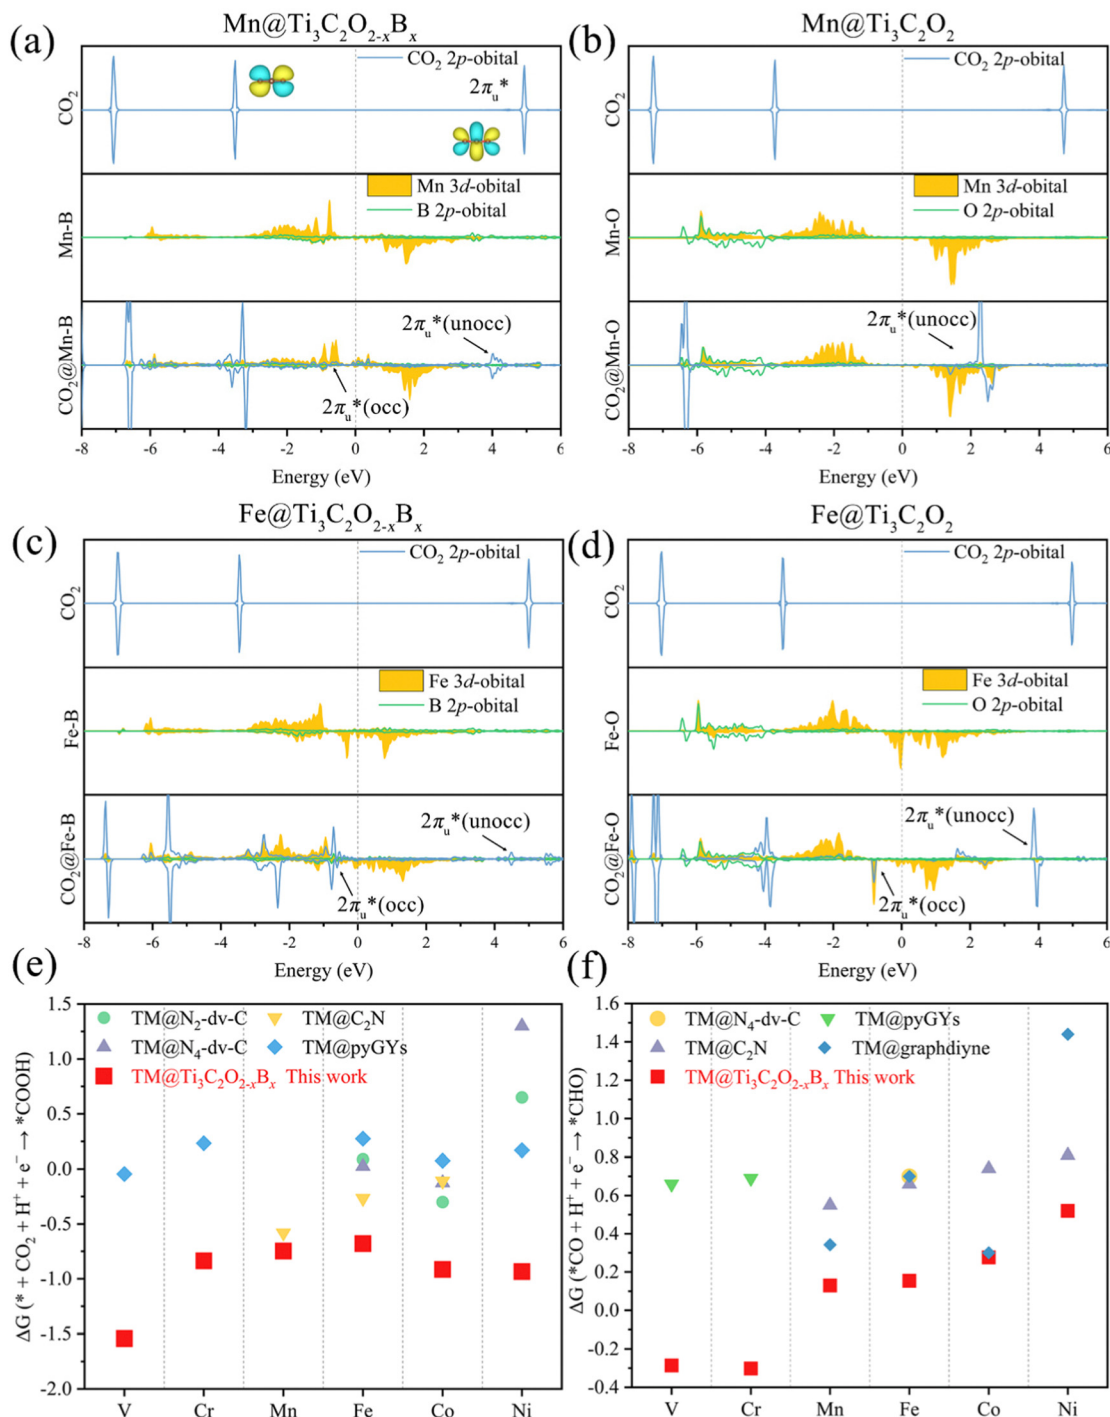 (a)
Mn@Ti₃C₂O₂₋ₓBₓ
CO₂ 2p-obital
2πᵤ*
CO₂
Mn 3d-obital
B 2p-obital
Mn-B
2πᵤ*(unocc)
2πᵤ*(occ)
CO₂@Mn-B
-8 -6 -4 -2 0 2 4 6
Energy (eV)
(b)
Mn@Ti₃C₂O₂
CO₂ 2p-obital
CO₂
Mn 3d-obital
O 2p-obital
Mn-O
2πᵤ*(unocc)
CO₂@Mn-O
-8 -6 -4 -2 0 2 4 6
Energy (eV)
(c)
Fe@Ti₃C₂O₂₋ₓBₓ
CO₂ 2p-obital
CO₂
Fe 3d-obital
B 2p-obital
Fe-B
2πᵤ*(unocc)
2πᵤ*(occ)
CO₂@Fe-B
-8 -6 -4 -2 0 2 4 6
Energy (eV)
(d)
Fe@Ti₃C₂O₂
CO₂ 2p-obital
CO₂
Fe 3d-obital
O 2p-obital
Fe-O
2πᵤ*(unocc)
2πᵤ*(occ)
CO₂@Fe-O
-8 -6 -4 -2 0 2 4 6
Energy (eV)
(e)
TM@N₂-dv-C TM@C₂N
TM@N₄-dv-C TM@pyGYs
TM@Ti₃C₂O₂₋ₓBₓ This work
ΔG (* + CO₂ + H⁺ + e⁻ → *COOH)
1.5
1.0
0.5
0.0
-0.5
-1.0
-1.5
-2.0
V Cr Mn Fe Co Ni
(f)
TM@N₄-dv-C TM@pyGYs
TM@C₂N TM@graphdiyne
TM@Ti₃C₂O₂₋ₓBₓ This work
ΔG (*CO + H⁺ + e⁻ → *CHO)
1.6
1.4
1.2
1.0
0.8
0.6
0.4
0.2
0.0
-0.2
-0.4
V Cr Mn Fe Co Ni